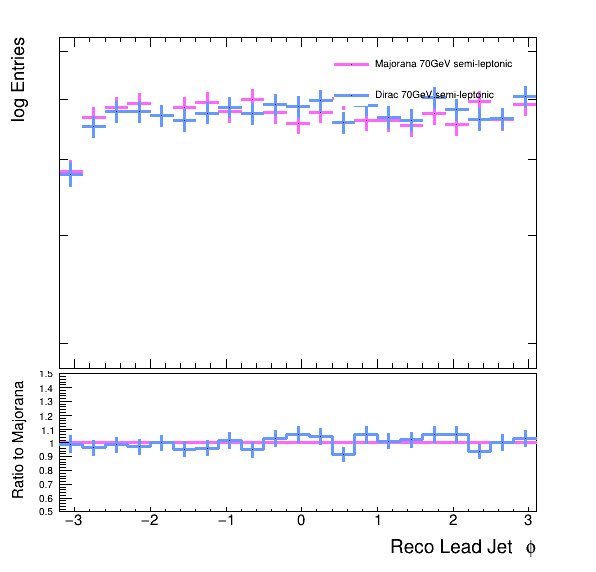 log Entries
Majorana 70GeV semi-leptonic
Dirac 70GeV semi-leptonic
Ratio to Majorana
1.5
1.4
1.3
1.2
1.1
1
0.9
0.8
0.7
0.6
0.5
−3 −2 −1 0 1 2 3
Reco Lead Jet ϕ